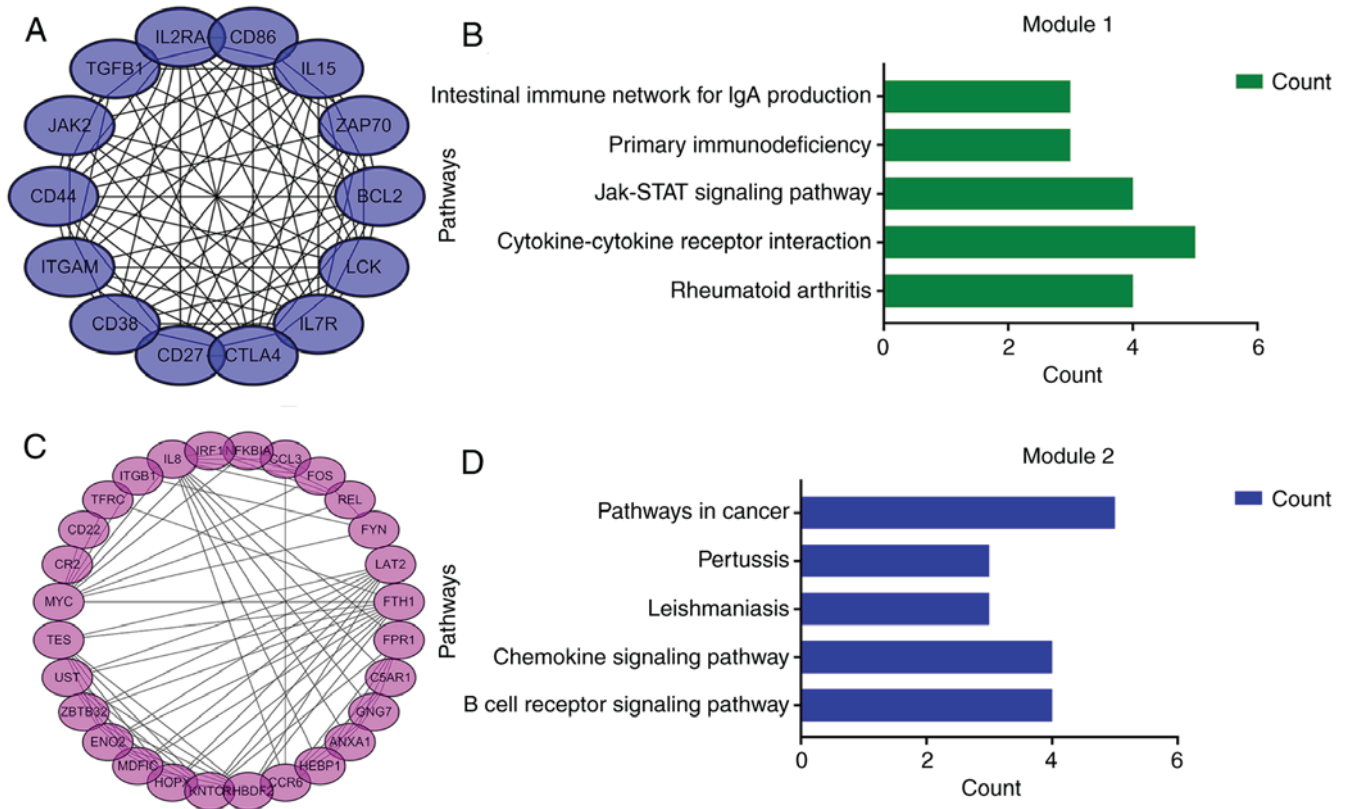 A
IL2RA
CD86
TGFB1
IL15
JAK2
ZAP70
CD44
BCL2
ITGAM
LCK
CD38
IL7R
CD27
CTLA4
B
Module 1
Count
Pathways
Intestinal immune network for IgA production
Primary immunodeficiency
Jak-STAT signaling pathway
Cytokine-cytokine receptor interaction
Rheumatoid arthritis
0 2 4 6
Count
C
IL8
IRF1
NFKBIA
CCL3
ITGB1
FOS
TFRC
REL
CD22
FYN
CR2
LAT2
MYC
FTH1
TES
FPR1
UST
C5AR1
ZBTB32
GNG7
ENO2
ANXA1
MDFIC
HEBP1
HOPX
CCR6
RHBDF2
D
Module 2
Count
Pathways
Pathways in cancer
Pertussis
Leishmaniasis
Chemokine signaling pathway
B cell receptor signaling pathway
0 2 4 6
Count